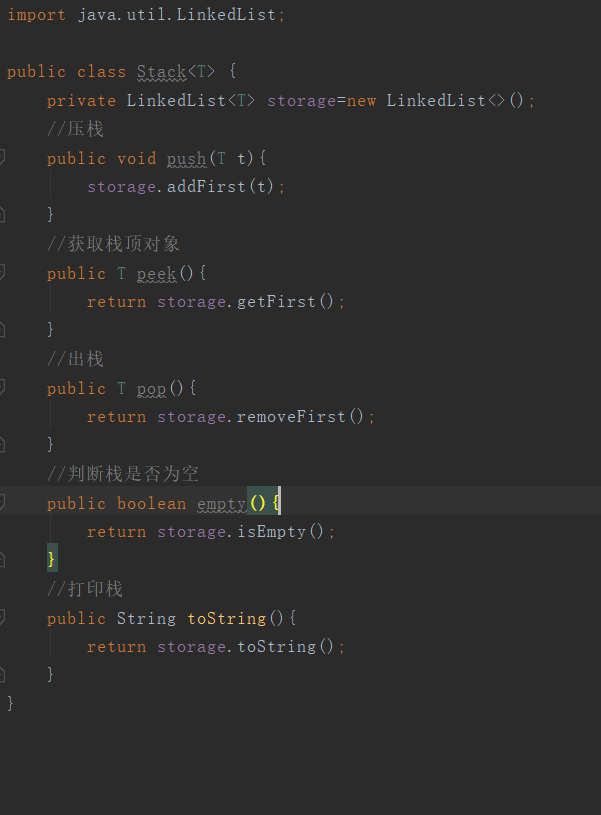 import java.util.LinkedList;
public class Stack<T> {
private LinkedList<T> storage=new LinkedList<>();
//压栈
public void push(T t){
storage.addFirst(t);
}
//获取栈顶对象
public T peek(){
return storage.getFirst();
}
//出栈
public T pop(){
return storage.removeFirst();
}
//判断栈是否为空
public boolean empty(){
return storage.isEmpty();
}
//打印栈
public String toString(){
return storage.toString();
}
}